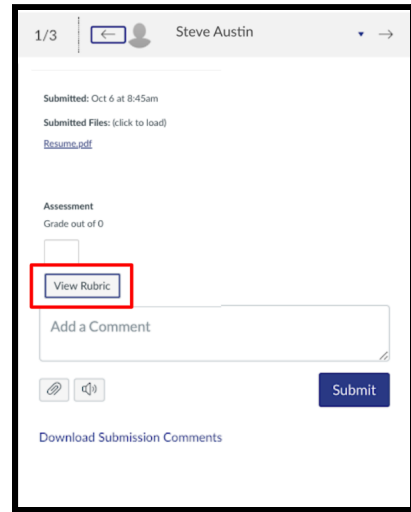 1/3
Steve Austin
Submitted: Oct 6 at 8:45am
Submitted Files: (click to load)
Resume.pdf
Assessment
Grade out of 0
View Rubric
Add a Comment
Submit
Download Submission Comments